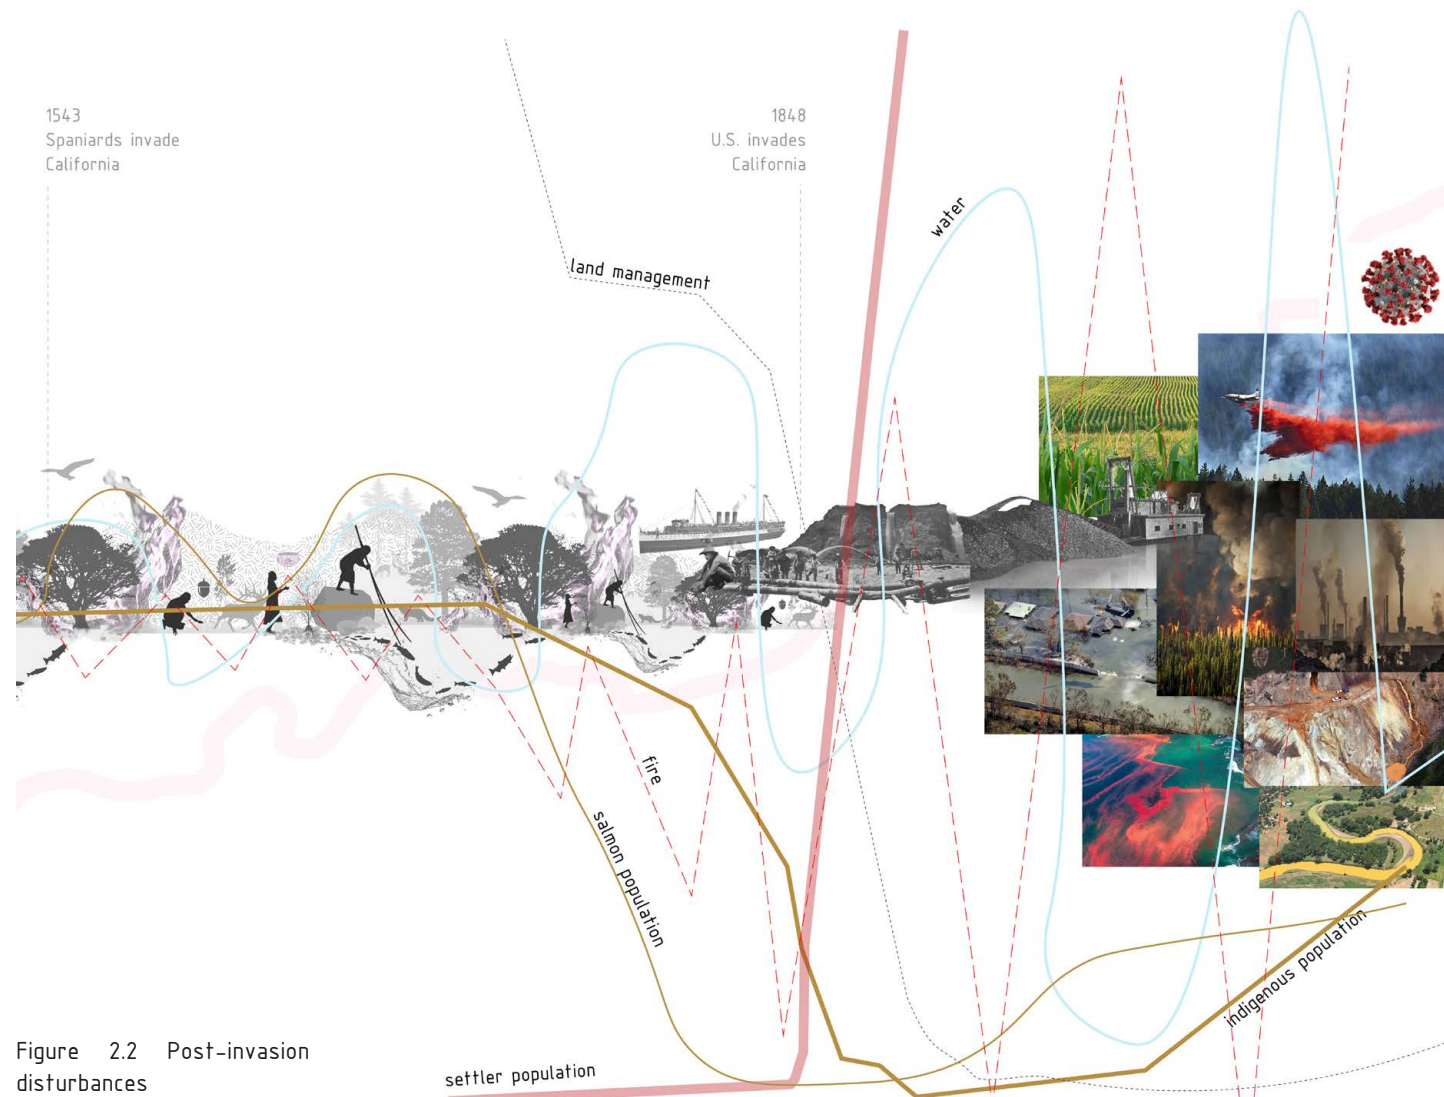 1543
Spaniards invade
California
1848
U.S. invades
California
water
land management
fire
salmon population
indigenous population
settler population
Figure 2.2 Post-invasion
disturbances